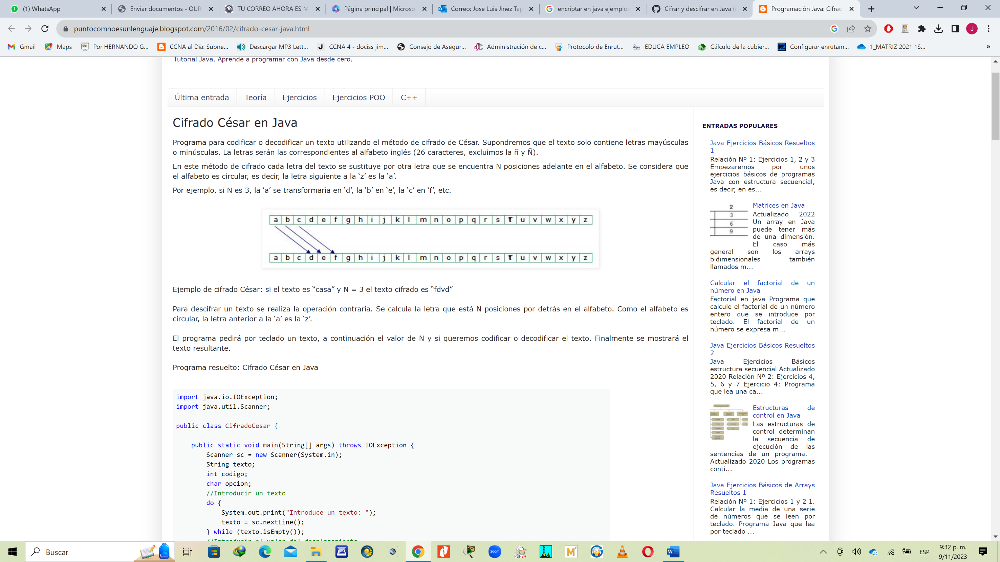 (1) WhatsApp
Enviar documentos - OUR
TU CORREO AHORA ES M
Página principal | Microso
Correo: Jose Luis Jinez Tap
encriptar en java ejemplos
Cifrar y descifrar en Java (
Programación Java: Cifrad
puntocomnoesunlenguaje.blogspot.com/2016/02/cifrado-cesar-java.html
J
Gmail
Maps
Por HERNANDO G...
CCNA al Día: Subne...
Descargar MP3 Lett...
CCNA 4 - dociss jim...
Consejo de Asegur...
Administración de c...
Protocolo de Enrut...
EDUCA EMPLEO
Cálculo de la cubier...
Configurar enrutam...
1_MATRIZ 2021 1S...
»
Tutorial Java. Aprende a programar con Java desde cero.
Última entrada
Teoría
Ejercicios
Ejercicios POO
C++
Cifrado César en Java
Programa para codificar o decodificar un texto utilizando el método de cifrado de César. Supondremos que el texto solo contiene letras mayúsculas
o minúsculas. La letras serán las correspondientes al alfabeto inglés (26 caracteres, excluimos la ñ y Ñ).
En este método de cifrado cada letra del texto se sustituye por otra letra que se encuentra N posiciones adelante en el alfabeto. Se considera que
el alfabeto es circular, es decir, la letra siguiente a la ‘z’ es la ‘a’.
Por ejemplo, si N es 3, la ‘a’ se transformaría en ‘d’, la ‘b’ en ‘e’, la ‘c’ en ‘f’, etc.
a b c d e f g h i j k l m n o p q r s T u v w x y z
a b c d e f g h i j k l m n o p q r s T u v w x y z
Ejemplo de cifrado César: si el texto es “casa” y N = 3 el texto cifrado es “fdvd”
Para descifrar un texto se realiza la operación contraria. Se calcula la letra que está N posiciones por detrás en el alfabeto. Como el alfabeto es
circular, la letra anterior a la ‘a’ es la ‘z’.
El programa pedirá por teclado un texto, a continuación el valor de N y si queremos codificar o decodificar el texto. Finalmente se mostrará el
texto resultante.
Programa resuelto: Cifrado César en Java
import java.io.IOException;
import java.util.Scanner;
public class CifradoCesar {
public static void main(String[] args) throws IOException {
Scanner sc = new Scanner(System.in);
String texto;
int codigo;
char opcion;
//Introducir un texto
do {
System.out.print("Introduce un texto: ");
texto = sc.nextLine();
} while (texto.isEmpty());
//Introducir el valor del desplazamiento
ENTRADAS POPULARES
Java Ejercicios Básicos Resueltos
1
Relación Nº 1: Ejercicios 1, 2 y 3
Empezaremos por unos
ejercicios básicos de programas
Java con estructura secuencial,
es decir, en es...
2
3
6
9
Matrices en Java
Actualizado 2022
Un array en Java
puede tener más
de una dimensión.
El caso más
general son los arrays
bidimensionales también
llamados m...
Calcular el factorial de un
número en Java
Factorial en java Programa que
calcule el factorial de un número
entero que se introduce por
teclado. El factorial de un
número se expresa m...
Java Ejercicios Básicos Resueltos
2
Java Ejercicios Básicos
estructura secuencial Actualizado
2020 Relación Nº 2: Ejercicios 4,
5, 6 y 7 Ejercicio 4: Programa
que lea una ca...
Estructuras de
control en Java
Las estructuras de
control determinan
la secuencia de
ejecución de las
sentencias de un programa.
Actualizado 2020 Los programas
conti...
Java Ejercicios Básicos de Arrays
Resueltos 1
Relación Nº 1: Ejercicios 1 y 2 1.
Calcular la media de una serie
de números que se leen por
teclado. Programa Java que lea
por teclado ...
Buscar
zoom
PDF24
ESP
9:32 p. m.
9/11/2023